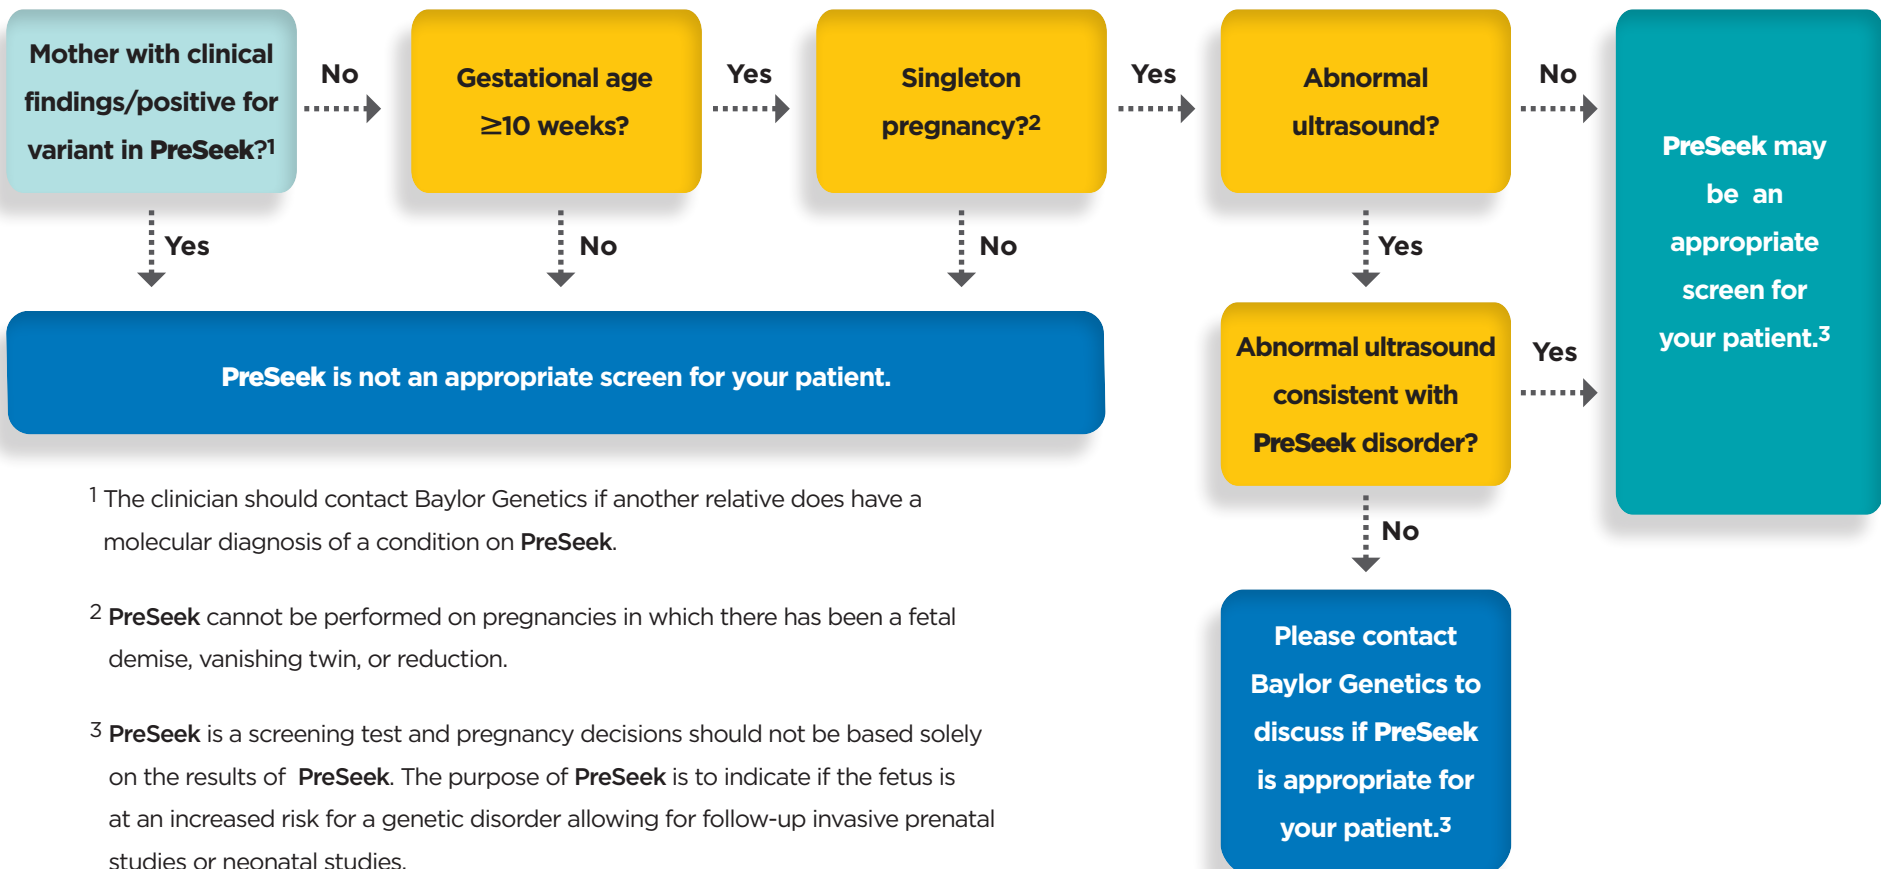 Mother with clinical
findings/positive for
variant in PreSeek?1
No
Gestational age
≥10 weeks?
Yes
Singleton
pregnancy?2
Yes
Abnormal
ultrasound?
No
PreSeek may
be an
appropriate
screen for
your patient.3
Yes
No
No
Yes
PreSeek is not an appropriate screen for your patient.
Abnormal ultrasound
consistent with
PreSeek disorder?
Yes
No
Please contact
Baylor Genetics to
discuss if PreSeek
is appropriate for
your patient.3
1 The clinician should contact Baylor Genetics if another relative does have a
molecular diagnosis of a condition on PreSeek.
2 PreSeek cannot be performed on pregnancies in which there has been a fetal
demise, vanishing twin, or reduction.
3 PreSeek is a screening test and pregnancy decisions should not be based solely
on the results of PreSeek. The purpose of PreSeek is to indicate if the fetus is
at an increased risk for a genetic disorder allowing for follow-up invasive prenatal
studies or neonatal studies.